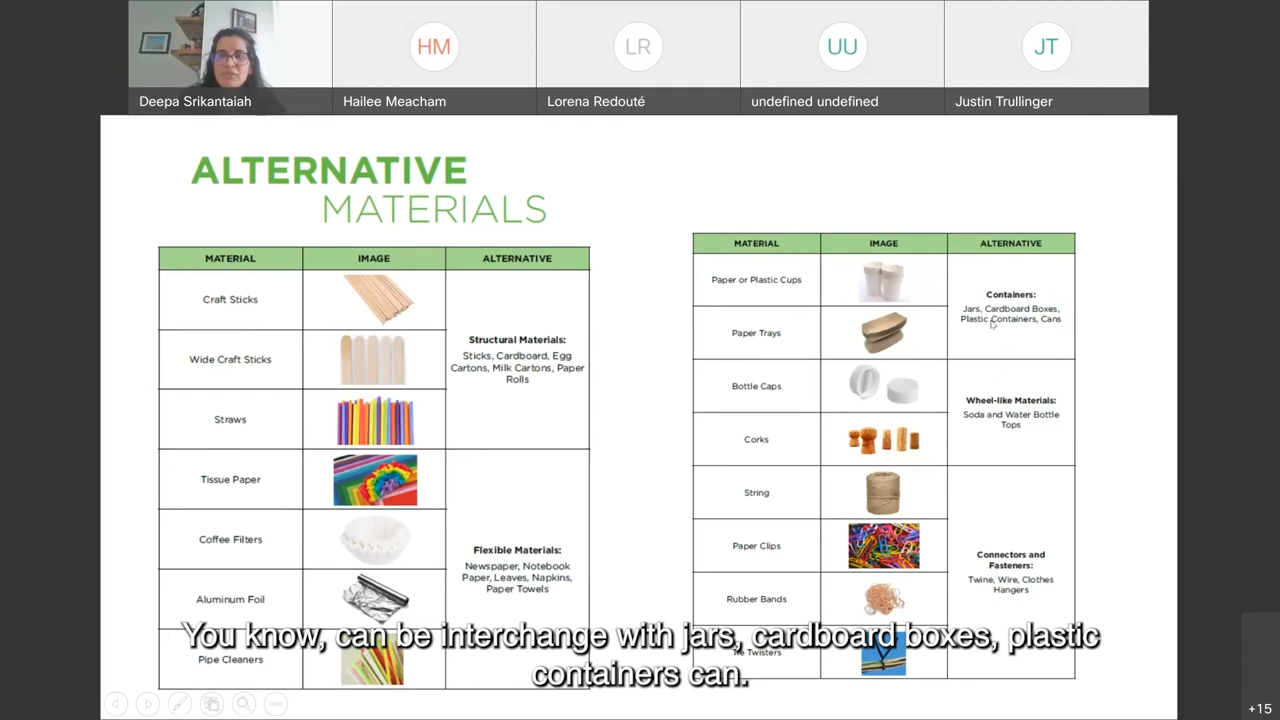 HM
LR
UU
JT
Deepa Srikantaiah
Hailee Meacham
Lorena Redouté
undefined undefined
Justin Trullinger
ALTERNATIVE
MATERIALS
MATERIAL
IMAGE
ALTERNATIVE
Craft Sticks
Wide Craft Sticks
Straws
Structural Materials:
Sticks, Cardboard, Egg
Cartons, Milk Cartons, Paper
Rolls
Tissue Paper
Coffee Filters
Aluminum Foil
Pipe Cleaners
Flexible Materials:
Newspaper, Notebook
Paper, Leaves, Napkins,
Paper Towels
MATERIAL
IMAGE
ALTERNATIVE
Paper or Plastic Cups
Paper Trays
Containers:
Jars, Cardboard Boxes,
Plastic Containers, Cans
Bottle Caps
Corks
Wheel-like Materials:
Soda and Water Bottle
Tops
String
Paper Clips
Rubber Bands
Tie Twisters
Connectors and
Fasteners:
Twine, Wire, Clothes
Hangers
You know, can be interchange with jars, cardboard boxes, plastic
containers can.
+15